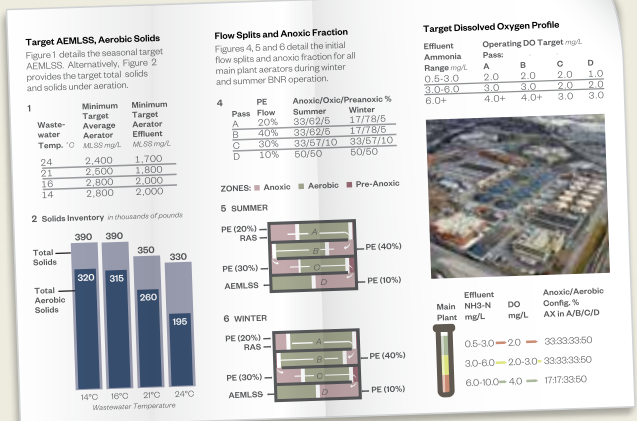 Target AEMLSS, Aerobic Solids
Figure 1 details the seasonal target
AEMLSS. Alternatively, Figure 2
provides the target total solids
and solids under aeration.
1
Waste-
water
Temp. °C
Minimum
Target
Average
Aerator
MLSS mg/L
Minimum
Target
Aerator
Effluent
MLSS mg/L
24 2,400 1,700
21 2,500 1,800
16 2,800 2,000
14 2,800 2,000
2 Solids Inventory in thousands of pounds
390 390 350 330
Total
Solids
320 315 260 195
Total
Aerobic
Solids
14°C 16°C 21°C 24°C
Wastewater Temperature
Flow Splits and Anoxic Fraction
Figures 4, 5 and 6 detail the initial
flow splits and anoxic fraction for all
main plant aerators during winter
and summer BNR operation.
4
PE Anoxic/Oxic/Preanoxic %
Pass Flow Summer Winter
A 20% 33/62/5 17/78/5
B 40% 33/62/5 17/78/5
C 30% 33/57/10 33/57/10
D 10% 50/50 50/50
ZONES: Anoxic Aerobic Pre-Anoxic
5 SUMMER
PE (20%)
RAS
A
B
PE (40%)
PE (30%)
C
AEMLSS
D
PE (10%)
6 WINTER
PE (20%)
RAS
A
B
PE (40%)
PE (30%)
C
AEMLSS
D
PE (10%)
Target Dissolved Oxygen Profile
Effluent
Ammonia
Range mg/L
Operating DO Target mg/L
Pass:
A B C D
0.5-3.0 2.0 2.0 2.0 1.0
3.0-6.0 3.0 3.0 2.0 2.0
6.0+ 4.0+ 4.0+ 3.0 3.0
Main
Plant
Effluent
NH3-N
mg/L
DO
mg/L
Anoxic/Aerobic
Config. %
AX in A/B/C/D
0.5-3.0 2.0 33:33:33:50
3.0-6.0 2.0-3.0 33:33:33:50
6.0-10.0 4.0 17:17:33:50